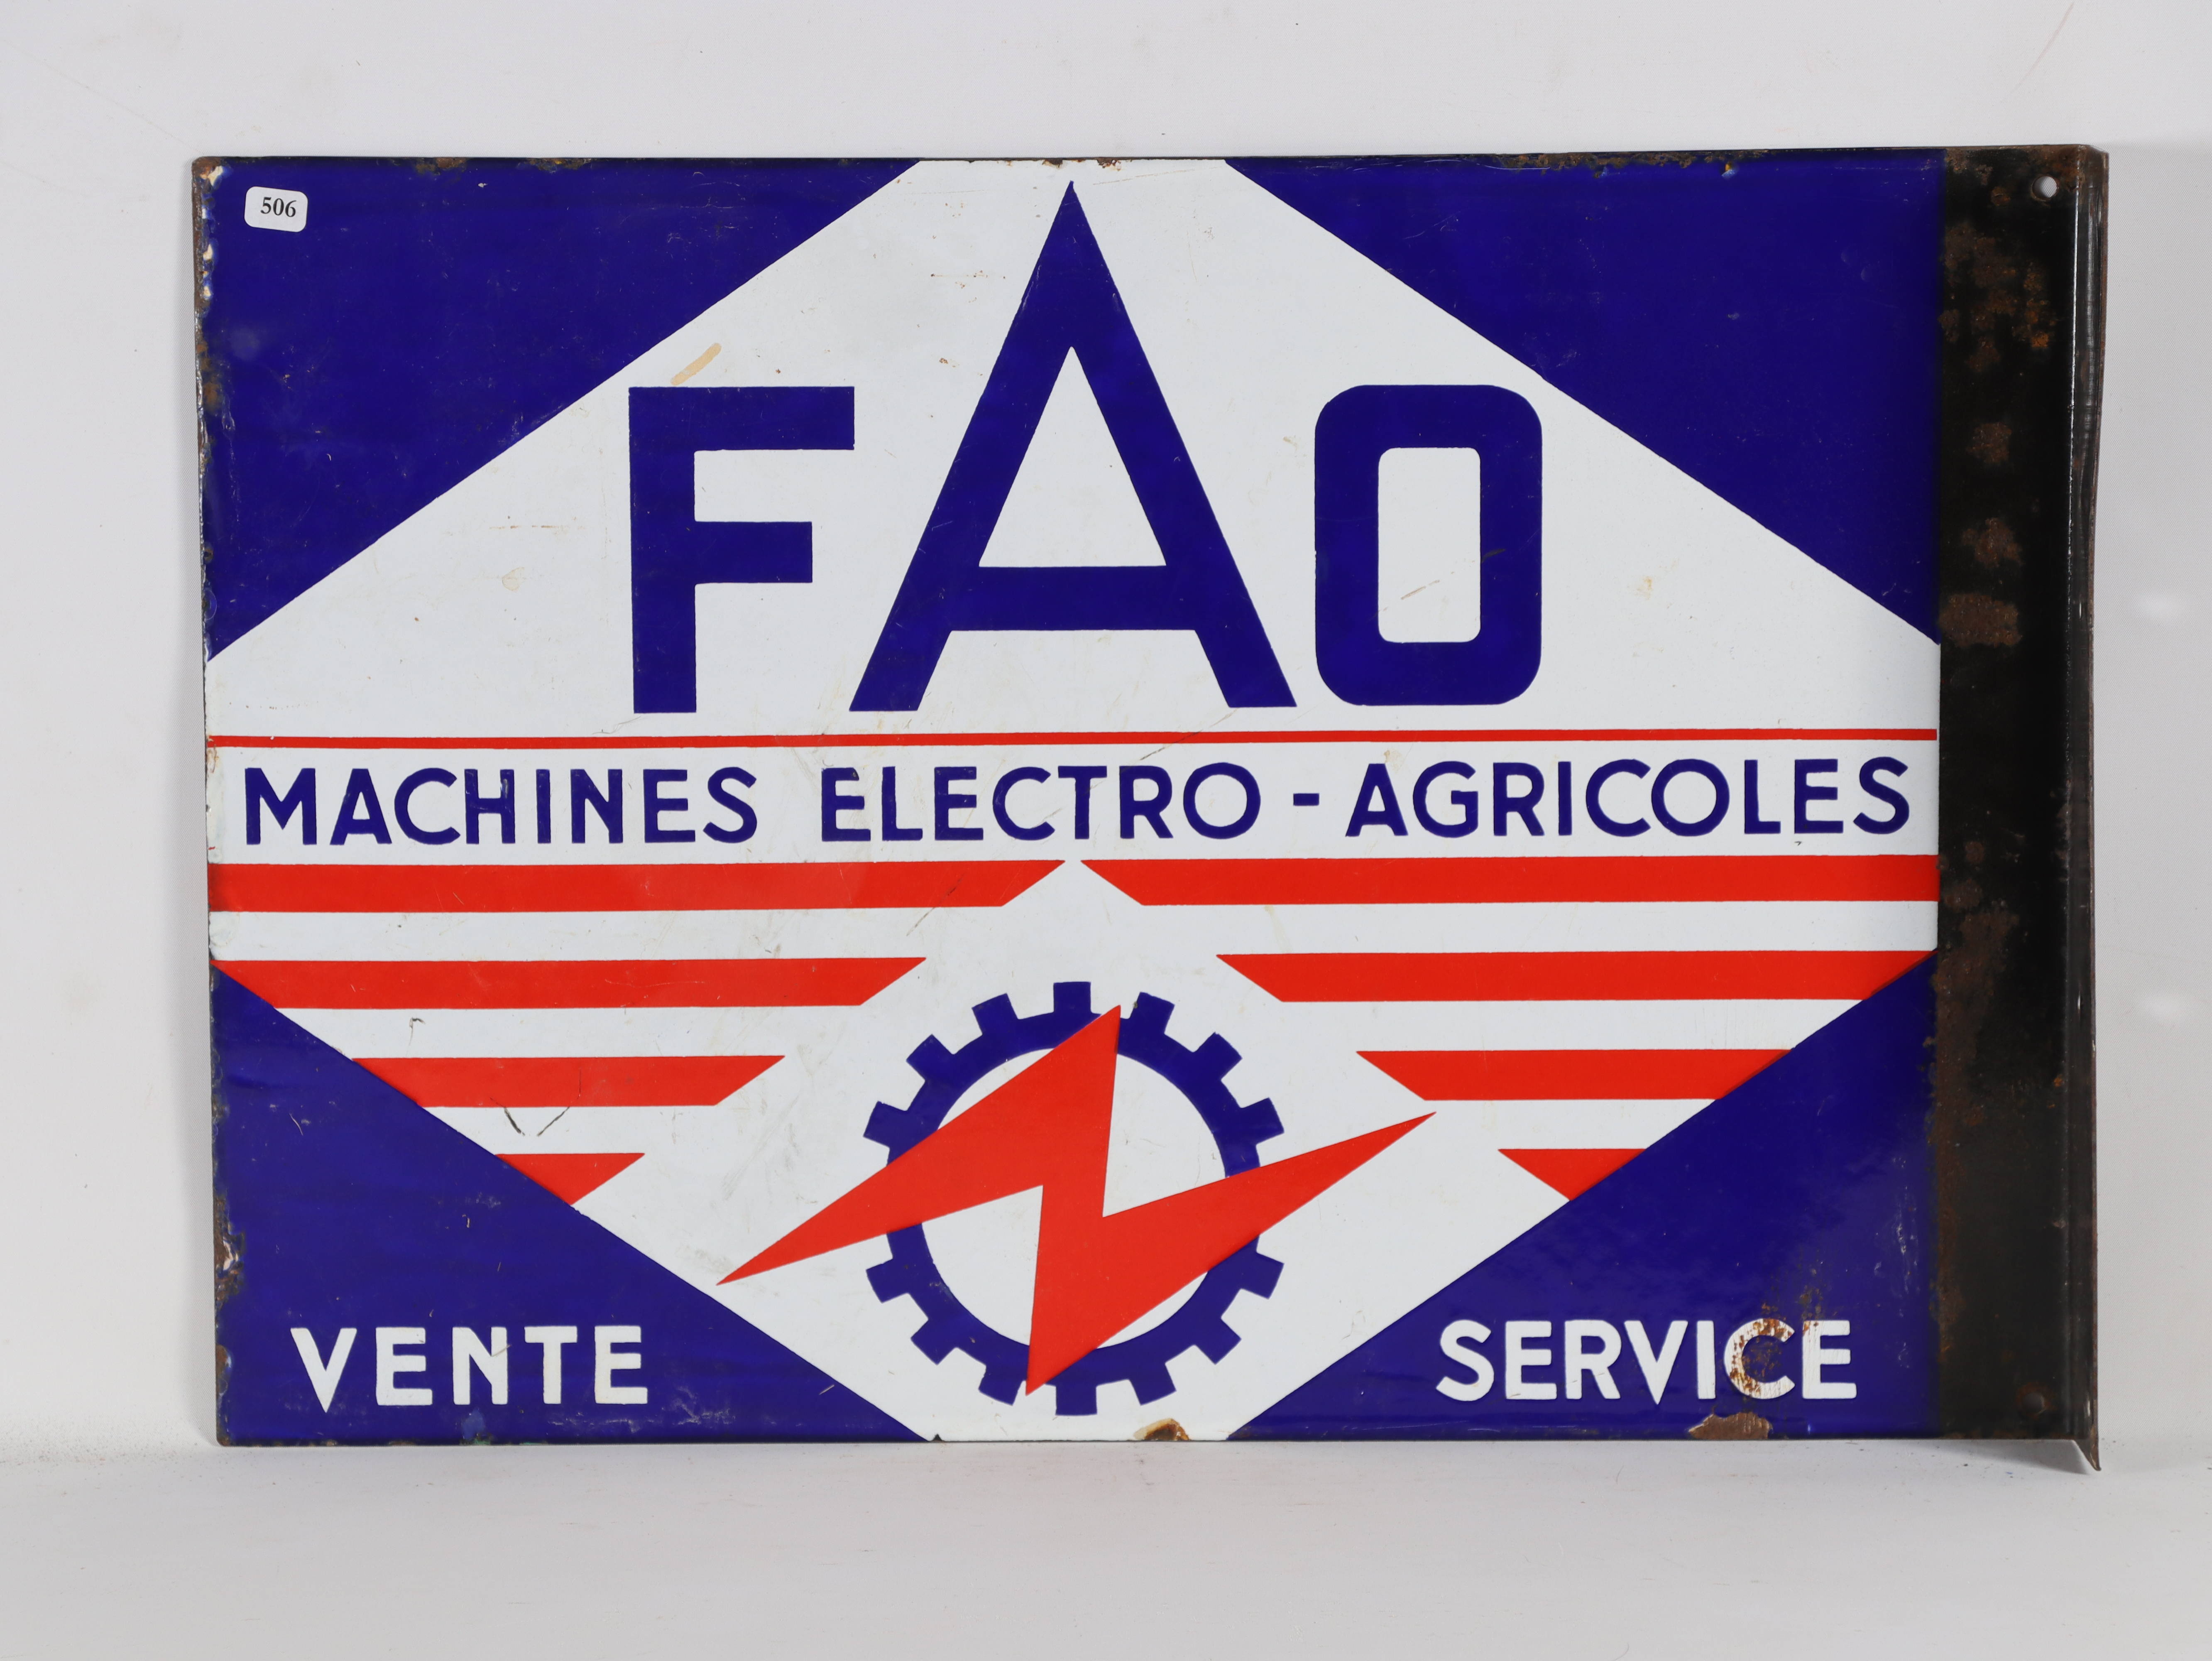 506
FAO
MACHINES ELECTRO - AGRICOLES
VENTE SERVICE